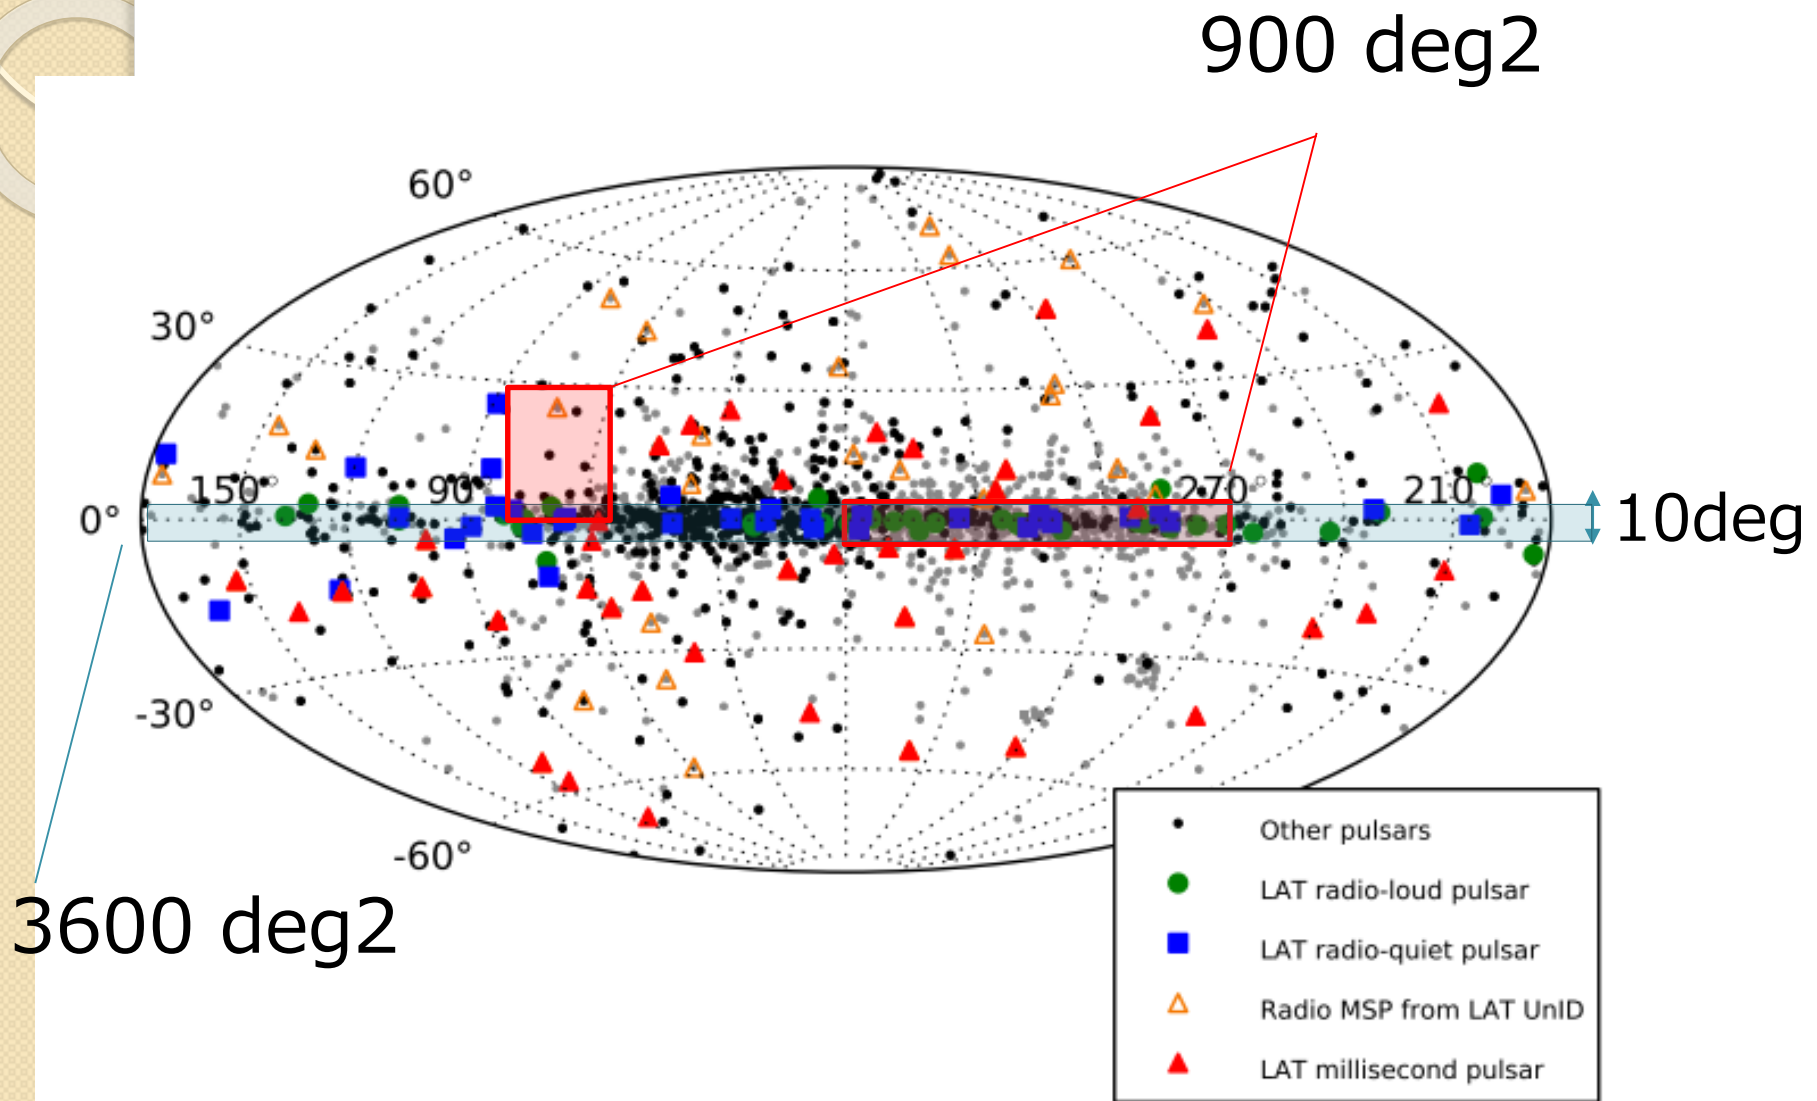 900 deg2
60°
30°
150°
90
270°
210°
0°
10deg
-30°
-60°
3600 deg2
Other pulsars
LAT radio-loud pulsar
LAT radio-quiet pulsar
Radio MSP from LAT UnID
LAT millisecond pulsar